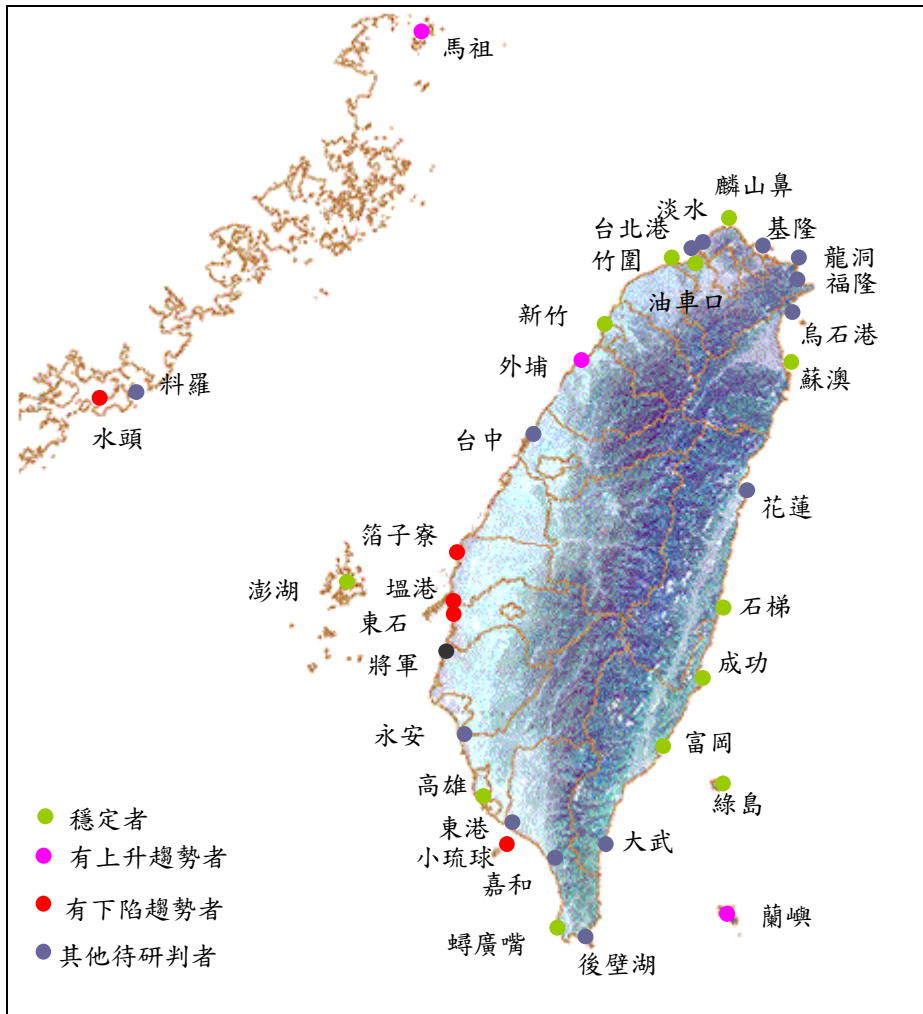 馬祖
麟山鼻
淡水
台北港
基隆
竹圍
龍洞
福隆
油車口
新竹
烏石港
外埔
蘇澳
料羅
水頭
台中
花蓮
箔子寮
澎湖
塭港
石梯
東石
將軍
成功
永安
富岡
高雄
綠島
穩定者
東港
大武
小琉球
有上升趨勢者
嘉和
有下陷趨勢者
蘭嶼
蟳廣嘴
其他待研判者
後壁湖